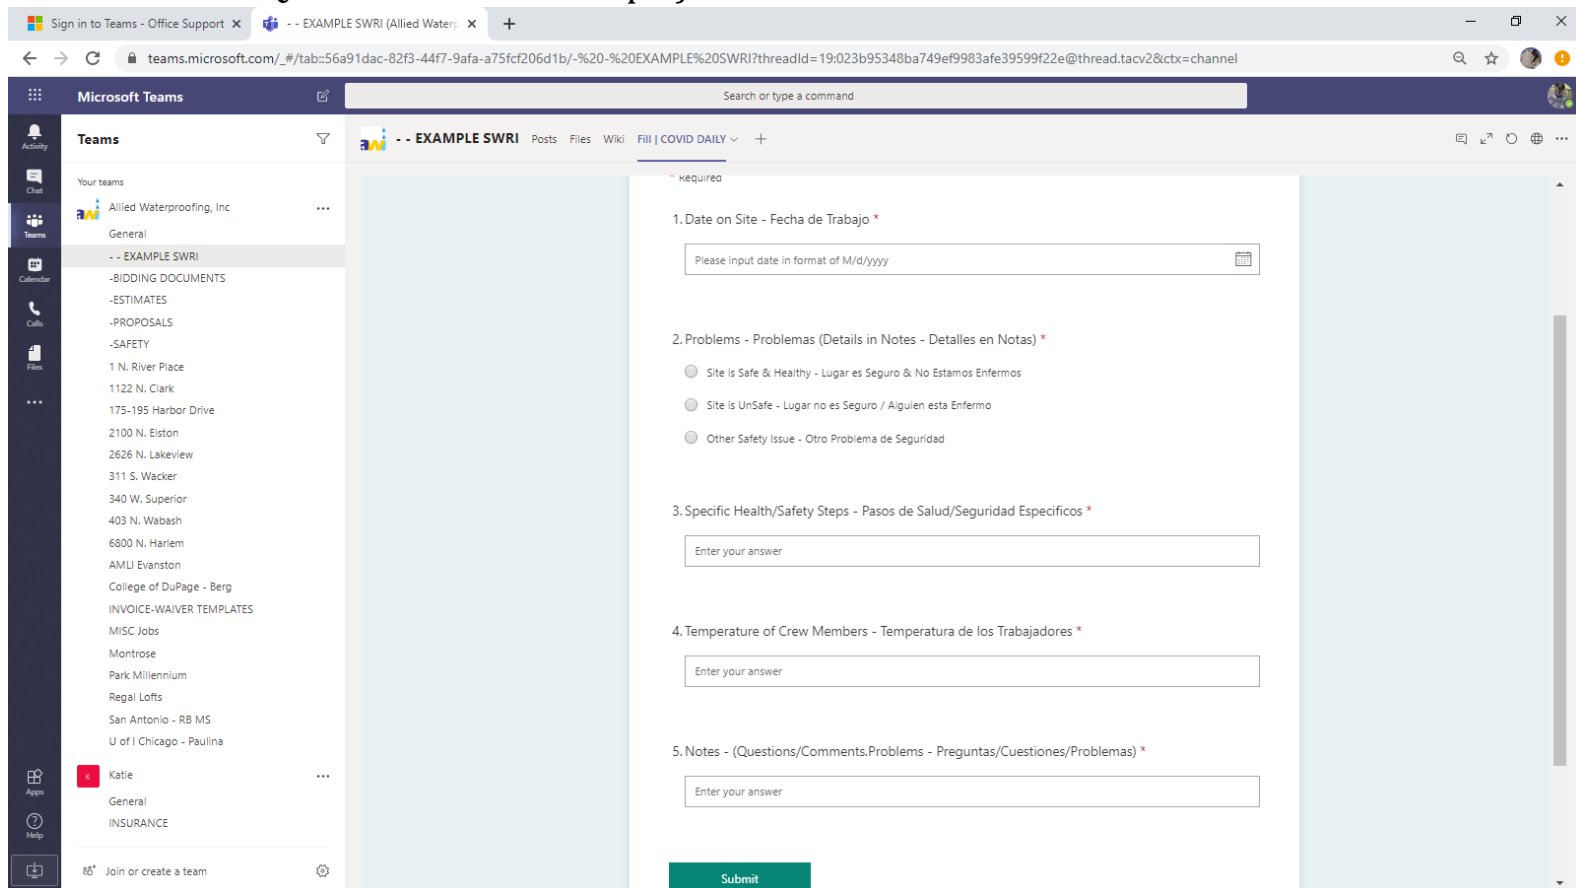 Sign in to Teams - Office Support
- - EXAMPLE SWRI (Allied Waterp
teams.microsoft.com/_#/tab::56a91dac-82f3-44f7-9afa-a75fcf206d1b/-%20-%20EXAMPLE%20SWRI?threadId=19:023b95348ba749ef9983afe39599f22e@thread.tacv2&ctx=channel
Microsoft Teams
Search or type a command
Activity
Chat
Teams
Calendar
Calls
Files
Apps
Help
Teams
Your teams
awi Allied Waterproofing, Inc
General
- - EXAMPLE SWRI
-BIDDING DOCUMENTS
-ESTIMATES
-PROPOSALS
-SAFETY
1 N. River Place
1122 N. Clark
175-195 Harbor Drive
2100 N. Elston
2626 N. Lakeview
311 S. Wacker
340 W. Superior
403 N. Wabash
6800 N. Harlem
AMLI Evanston
College of DuPage - Berg
INVOICE-WAIVER TEMPLATES
MISC Jobs
Montrose
Park Millennium
Regal Lofts
San Antonio - RB MS
U of I Chicago - Paulina
K Katie
General
INSURANCE
Join or create a team
awi - - EXAMPLE SWRI Posts Files Wiki Fill | COVID DAILY
* Required
1. Date on Site - Fecha de Trabajo *
Please input date in format of M/d/yyyy
2. Problems - Problemas (Details in Notes - Detalles en Notas) *
Site is Safe & Healthy - Lugar es Seguro & No Estamos Enfermos
Site is UnSafe - Lugar no es Seguro / Alguien esta Enfermo
Other Safety Issue - Otro Problema de Seguridad
3. Specific Health/Safety Steps - Pasos de Salud/Seguridad Especificos *
Enter your answer
4. Temperature of Crew Members - Temperatura de los Trabajadores *
Enter your answer
5. Notes - (Questions/Comments.Problems - Preguntas/Cuestiones/Problemas) *
Enter your answer
Submit